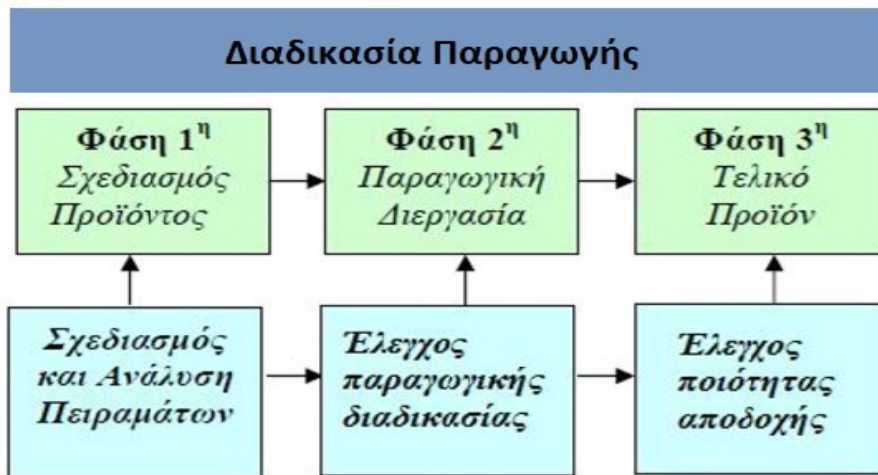 Διαδικασία Παραγωγής
Φάση 1η
Σχεδιασμός
Προϊόντος
Φάση 2η
Παραγωγική
Διεργασία
Φάση 3η
Τελικό
Προϊόν
Σχεδιασμός
και Ανάλυση
Πειραμάτων
Έλεγχος
παραγωγικής
διαδικασίας
Έλεγχος
ποιότητας
αποδοχής